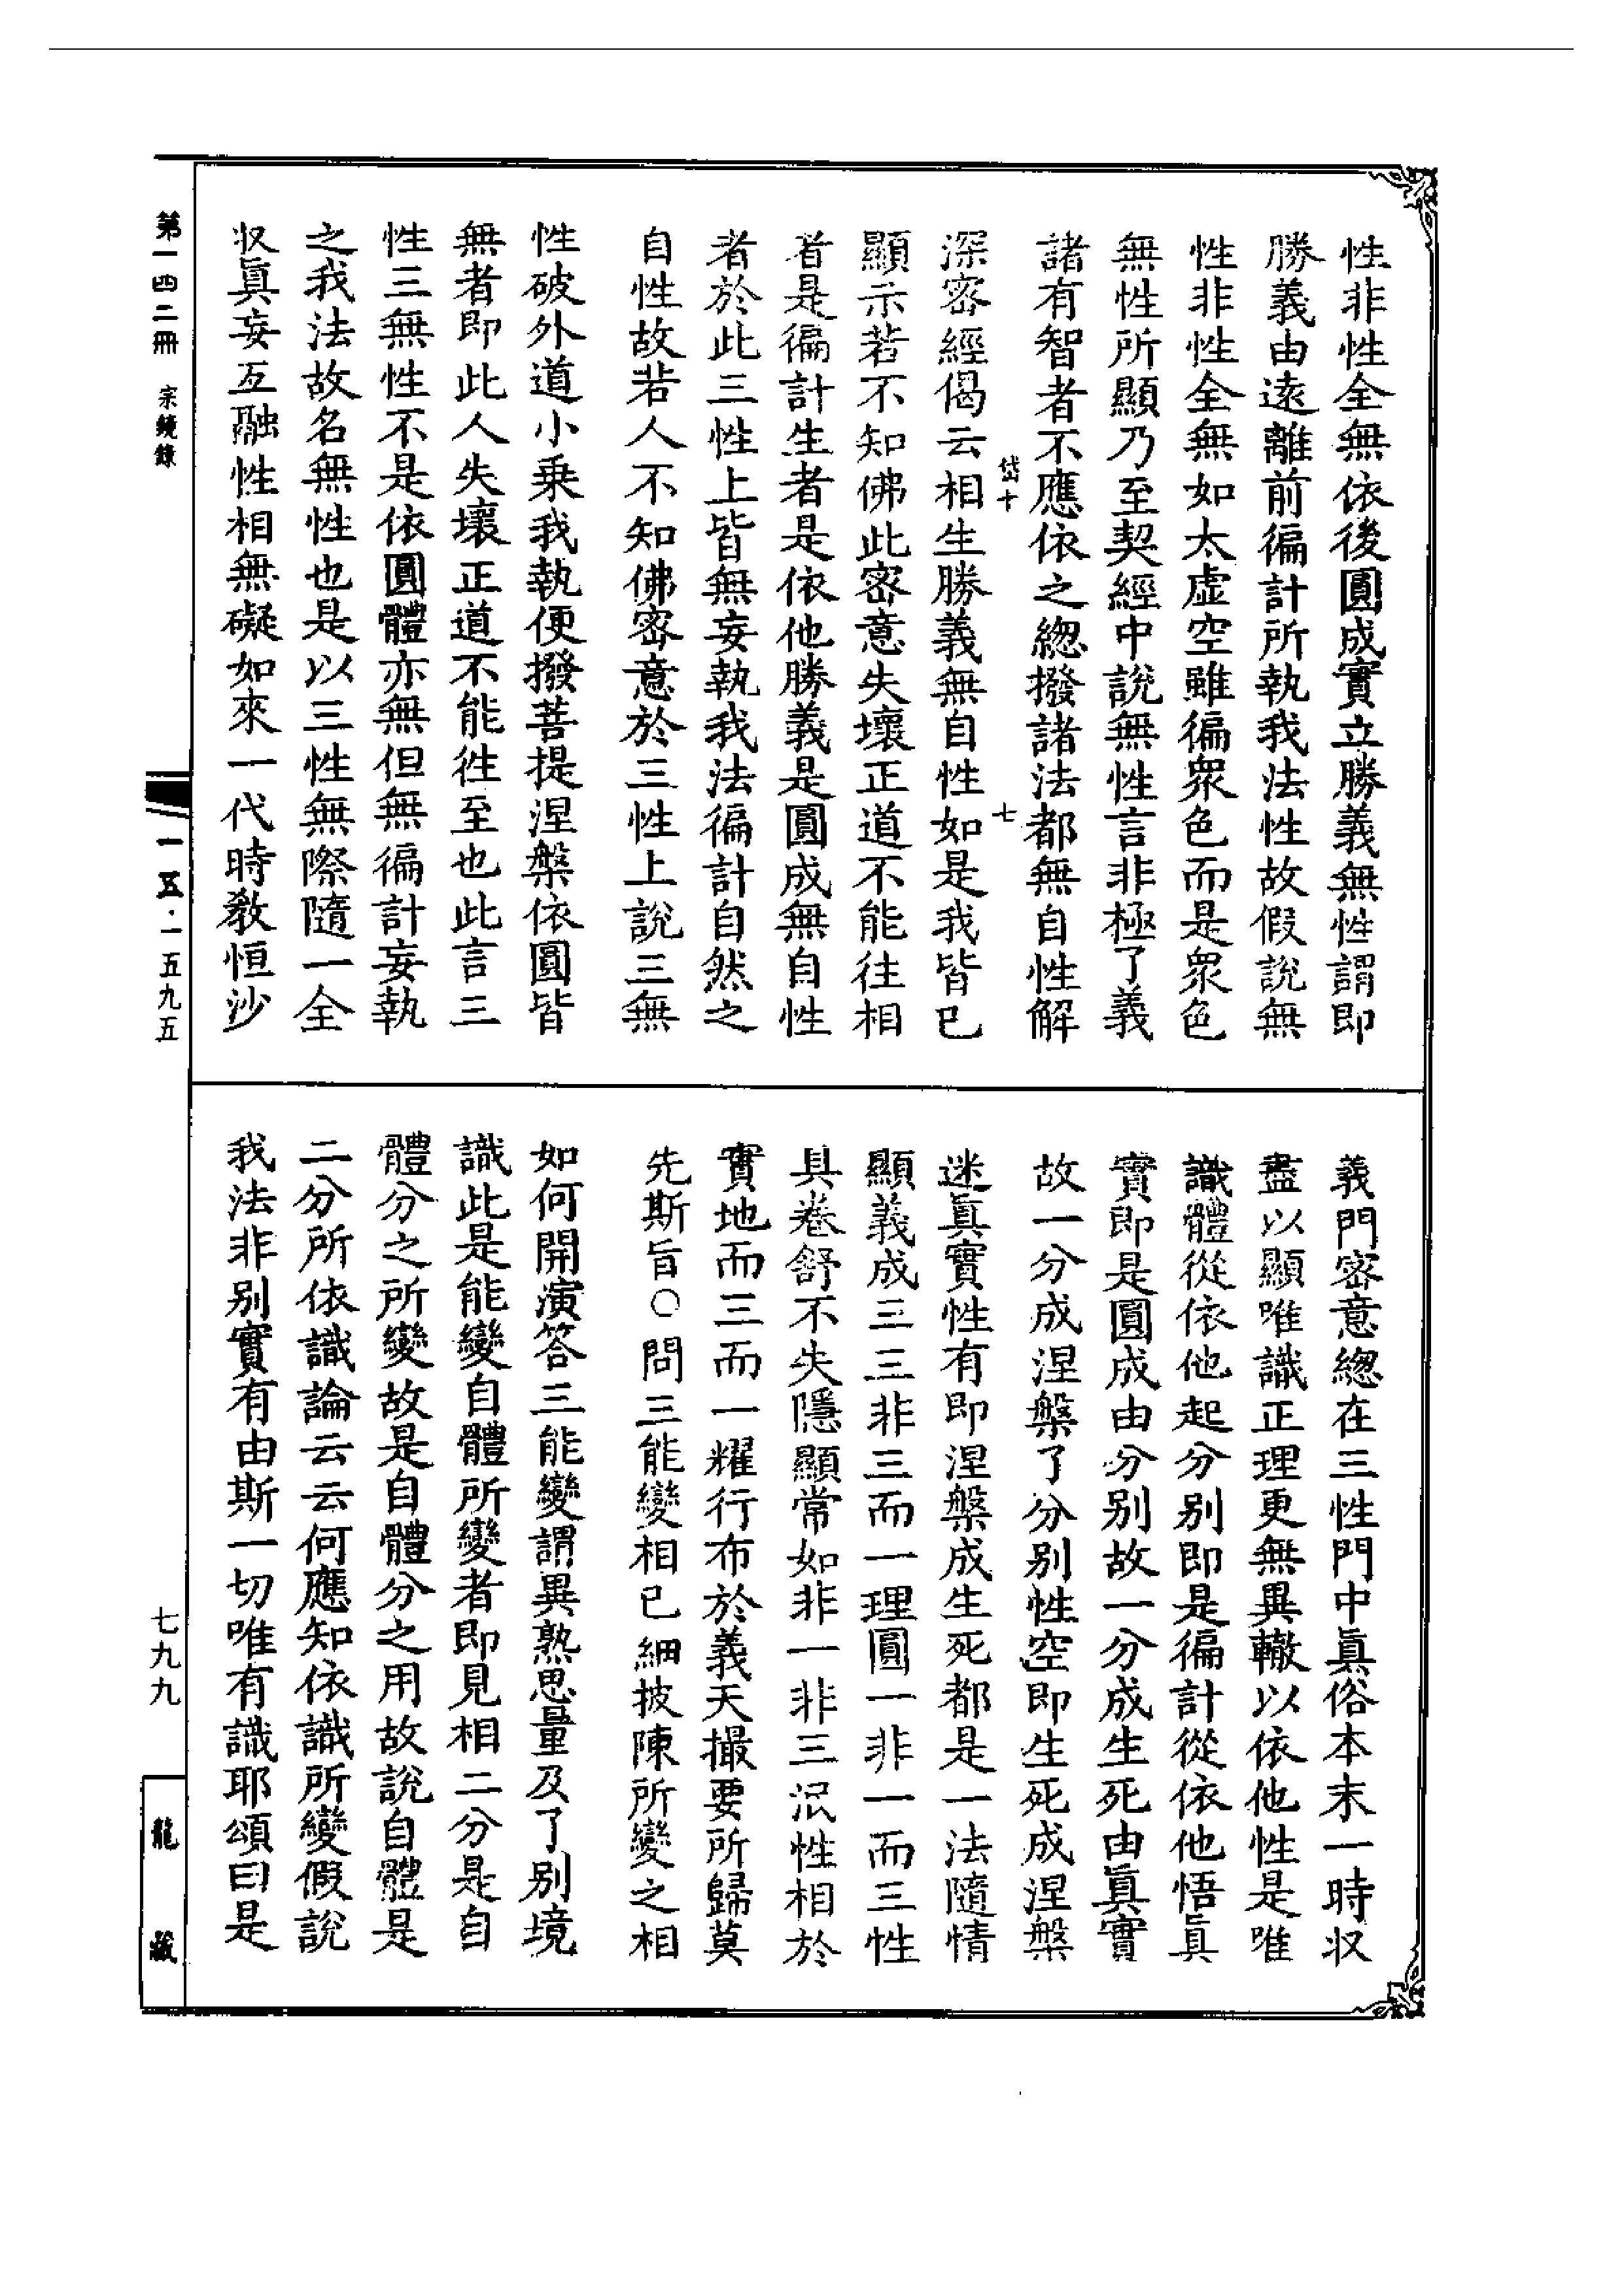 性非性全無依後圓成實立勝義無性謂即
勝義由遠離前徧計所執我法性故假說無
性非性全無如太虛空雖徧衆色而是衆色
無性所顯乃至契經中說無性言非極了義
諸有智者不應依之緫撥諸法都無自性解
岱十 七
深密經偈云相生勝義無自性如是我皆已
顯示若不知佛此密意失壞正道不能往相
者是徧計生者是依他勝義是圓成無自性
者於此三性上皆無妄執我法徧計自然之
自性故若人不知佛密意於三性上說三無
性破外道小乗我執便撥菩提涅槃依圓皆
無者即此人失壞正道不能徃至也此言三
性三無性不是依圓體亦無但無徧計妄執
之我法故名無性也是以三性無際隨一全
収眞妄互融性相無礙如來一代時敎恒沙
義門密意緫在三性門中眞俗本末一時収
盡以顯唯識正理更無異轍以依他性是唯
識體從依他起分別即是徧計從依他悟眞
實即是圓成由分別故一分成生死由眞實
故一分成涅槃了分別性空即生死成涅槃
迷眞實性有即涅槃成生死都是一法隨情
顯義成三三非三而一理圓一非一而三性
具卷舒不失隱顯常如非一非三泯性相於
實地而三而一耀行布於義天撮要所歸莫
先斯旨○問三能變相已細披陳所變之相
如何開演答三能變謂異熟思量及了別境
識此是能變自體所變者即見相二分是自
體分之所變故是自體分之用故說自體是
二分所依識論云云何應知依識所變假說
我法非別實有由斯一切唯有識耶頌曰是
第一四二冊 宗鏡錄
一五·一五九五
七九九
龍藏